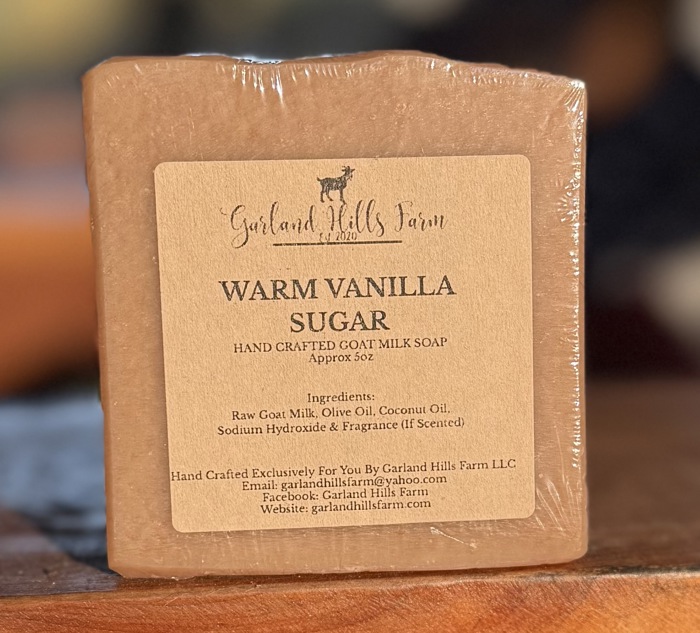 Garland Hills Farm
Est 2020
WARM VANILLA
SUGAR
HAND CRAFTED GOAT MILK SOAP
Approx 5oz
Ingredients:
Raw Goat Milk, Olive Oil, Coconut Oil,
Sodium Hydroxide & Fragrance (If Scented)
Hand Crafted Exclusively For You By Garland Hills Farm LLC
Email: garlandhillsfarm@yahoo.com
Facebook: Garland Hills Farm
Website: garlandhillsfarm.com